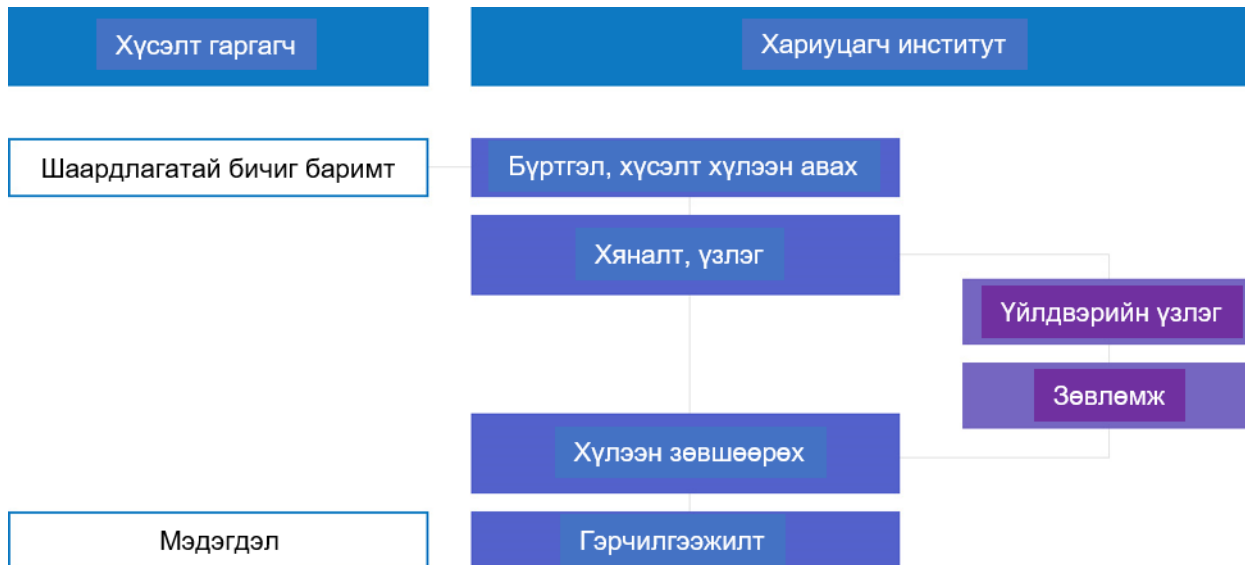 Хүсэлт гаргагч
Хариуцагч институт
Шаардлагатай бичиг баримт
Бүртгэл, хүсэлт хүлээн авах
Хяналт, үзлэг
Үйлдвэрийн үзлэг
Зөвлөмж
Хүлээн зөвшөөрөх
Мэдэгдэл
Гэрчилгээжилт